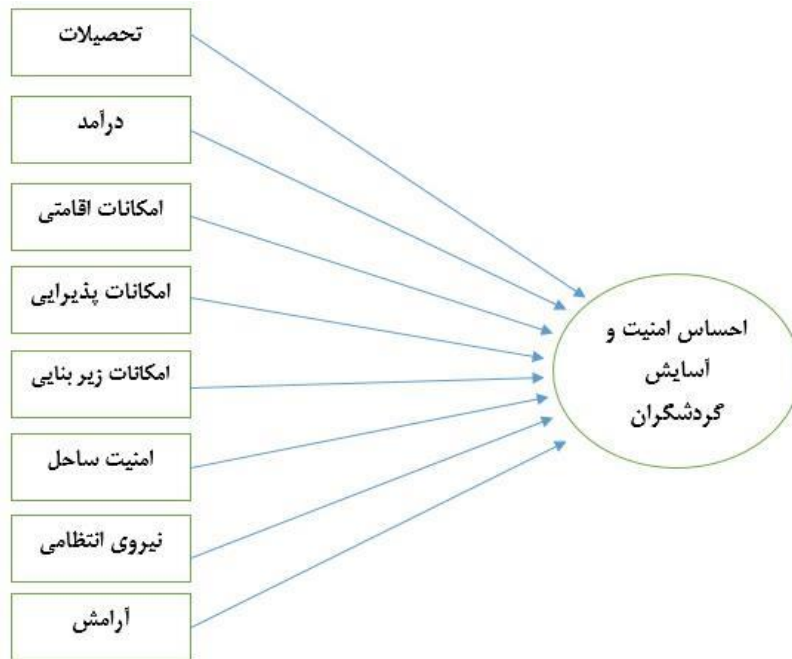 تحصیلات
درآمد
امکانات اقامتی
امکانات پذیرایی
امکانات زیر بنایی
امنیت ساحل
نیروی انتظامی
آرامش
احساس امنیت و
آسایش
گردشگران